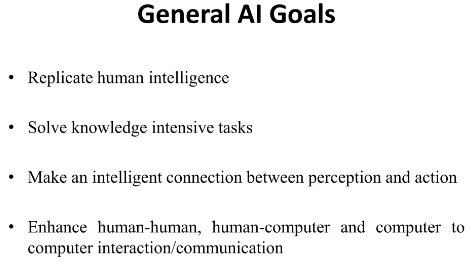 General AI Goals
• Replicate human intelligence
• Solve knowledge intensive tasks
• Make an intelligent connection between perception and action
• Enhance human-human, human-computer and computer to
computer interaction/communication